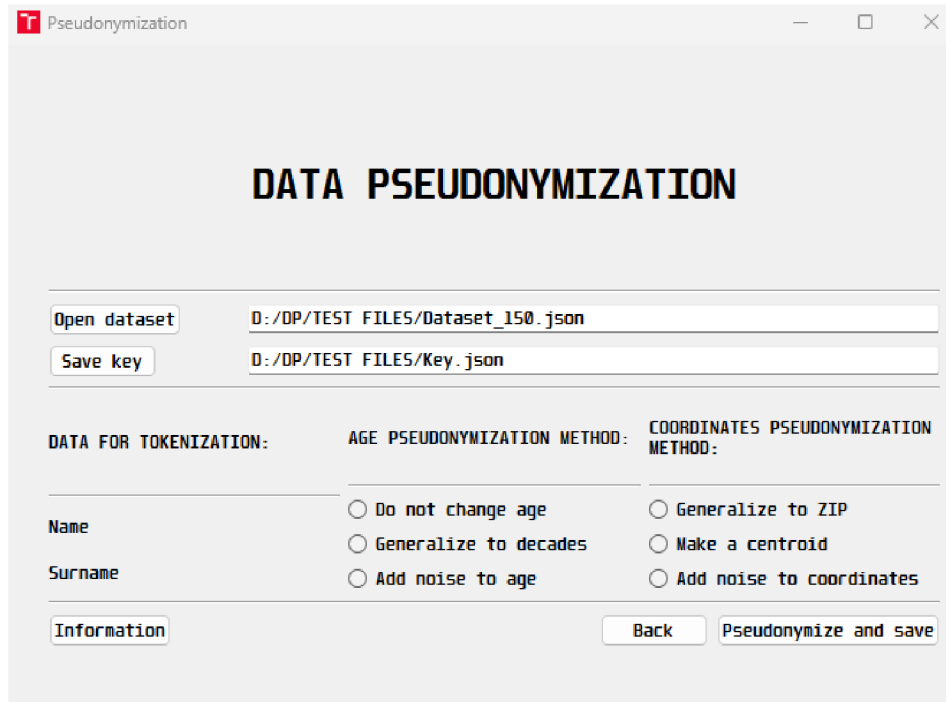 T Pseudonymization
DATA PSEUDONYMIZATION
Open dataset D:/DP/TEST FILES/Dataset_150.json
Save key D:/DP/TEST FILES/Key.json
DATA FOR TOKENIZATION:
Name
Surname
AGE PSEUDONYMIZATION METHOD:
Do not change age
Generalize to decades
Add noise to age
COORDINATES PSEUDONYMIZATION
METHOD:
Generalize to ZIP
Make a centroid
Add noise to coordinates
Information Back Pseudonymize and save